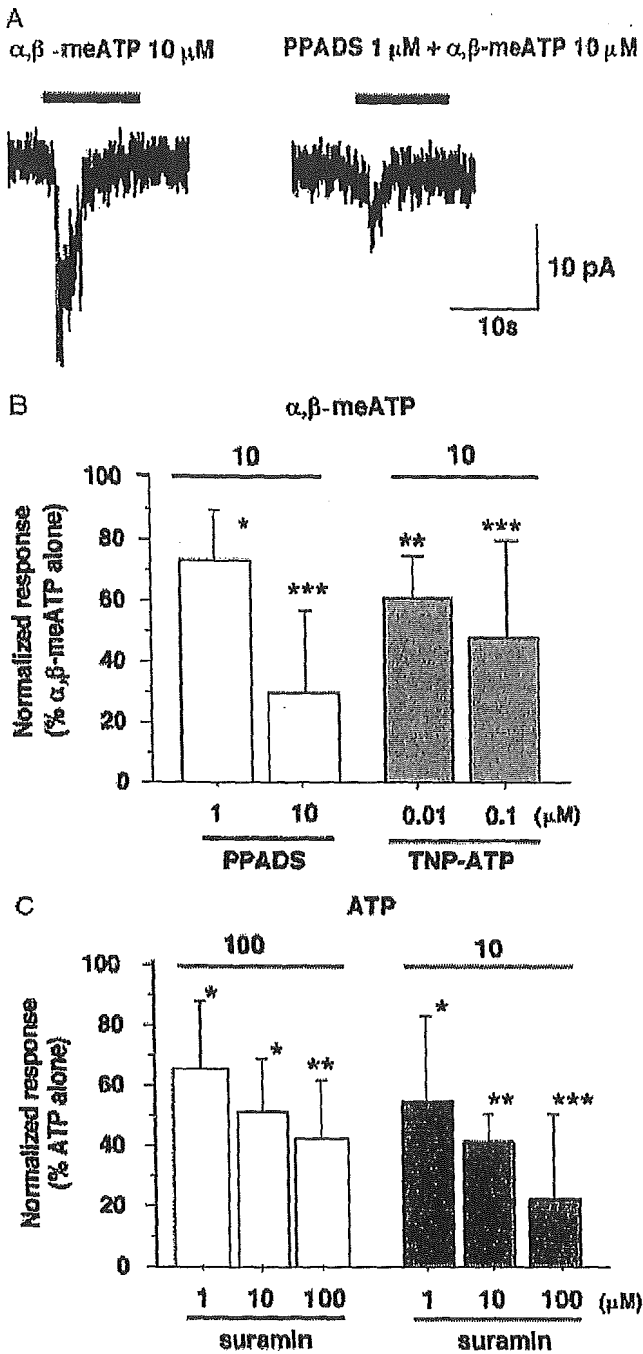 A
α,β -meATP 10 μM    PPADS 1 μM + α,β-meATP 10 μM
10 pA
10s
B
α,β-meATP
10    10
Normalized response
(% α,β-meATP alone)
100
80
60
40
20
0
*    ***    **    ***
1    10    0.01    0.1    (μM)
PPADS    TNP-ATP
C
ATP
100    10
Normalized response
(% ATP alone)
100
80
60
40
20
0
*    *    **    *    **    ***
1    10    100    1    10    100    (μM)
suramin    suramin